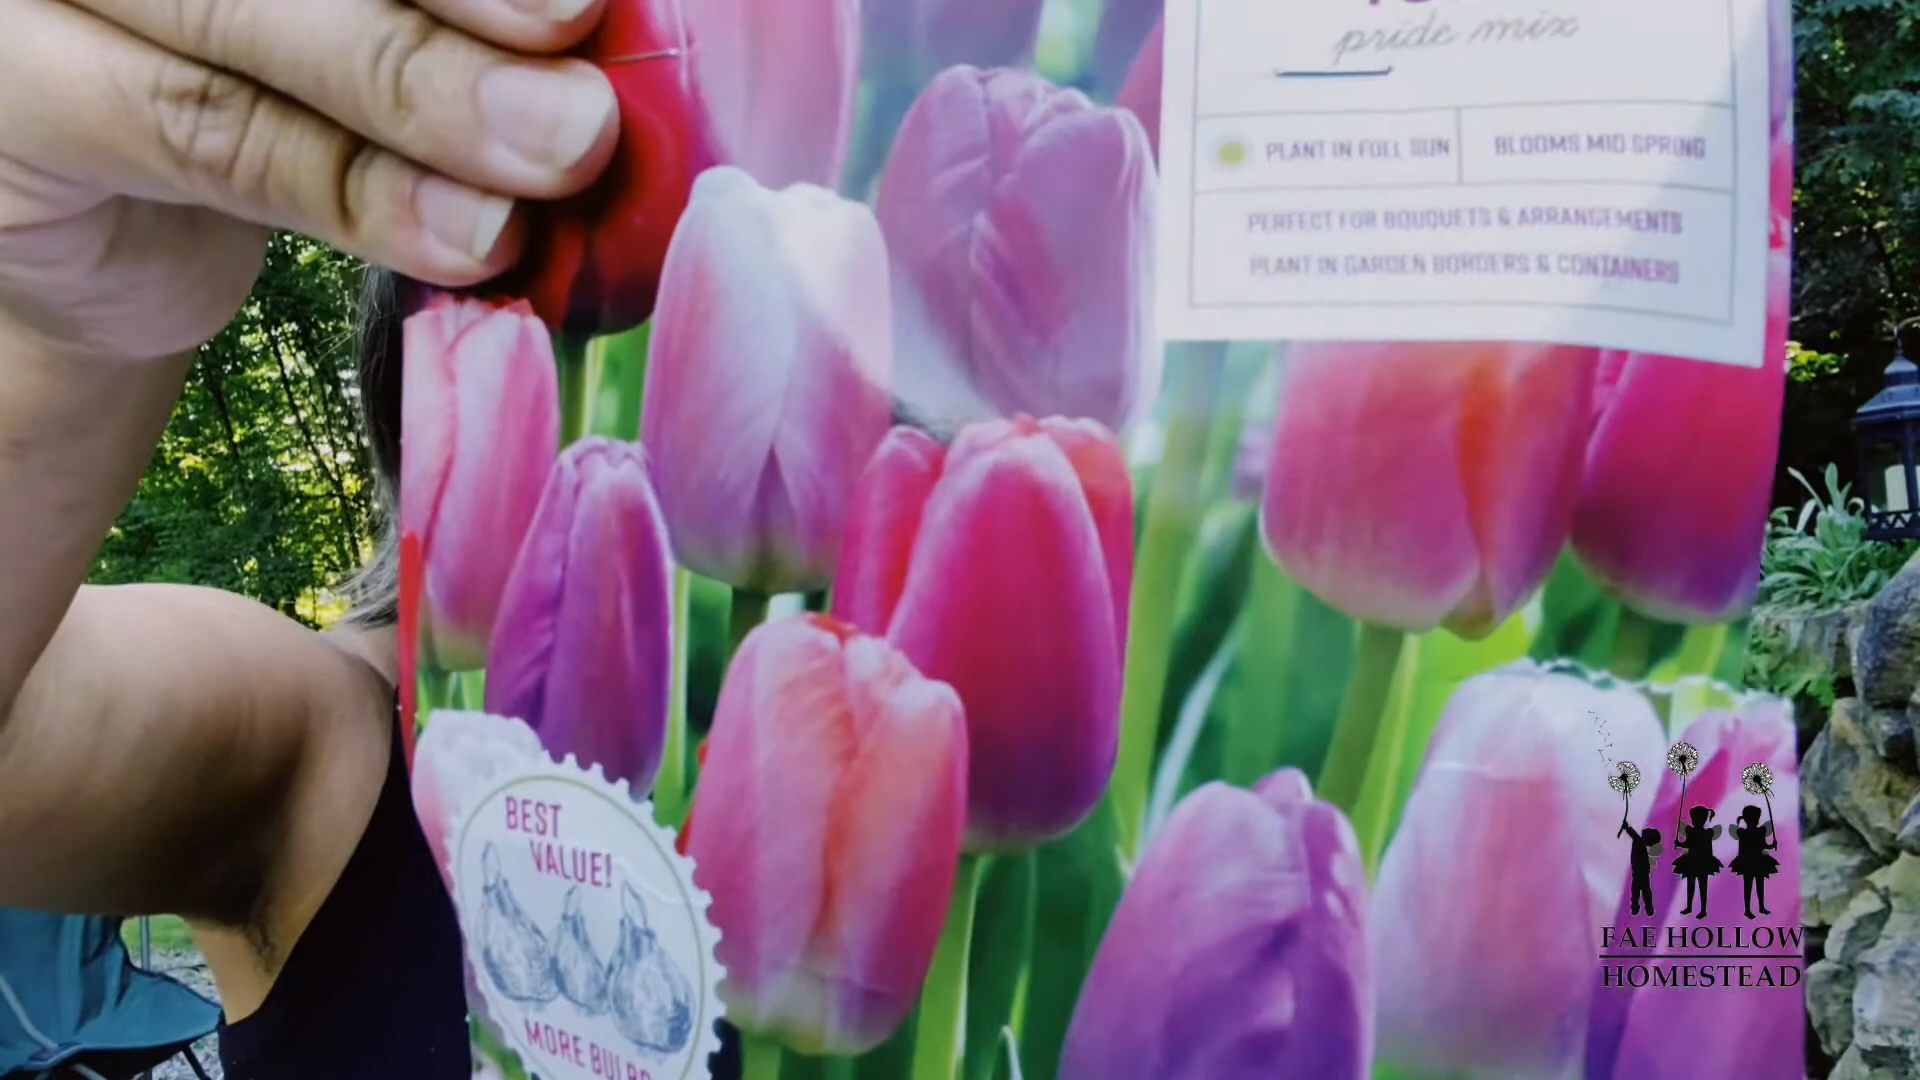 pride mix
PLANT IN FULL SUN
BLOOMS MID SPRING
PERFECT FOR BOUQUETS & ARRANGEMENTS
PLANT IN GARDEN BORDERS & CONTAINERS
BEST
VALUE!
MORE BULBS
FAE HOLLOW
HOMESTEAD